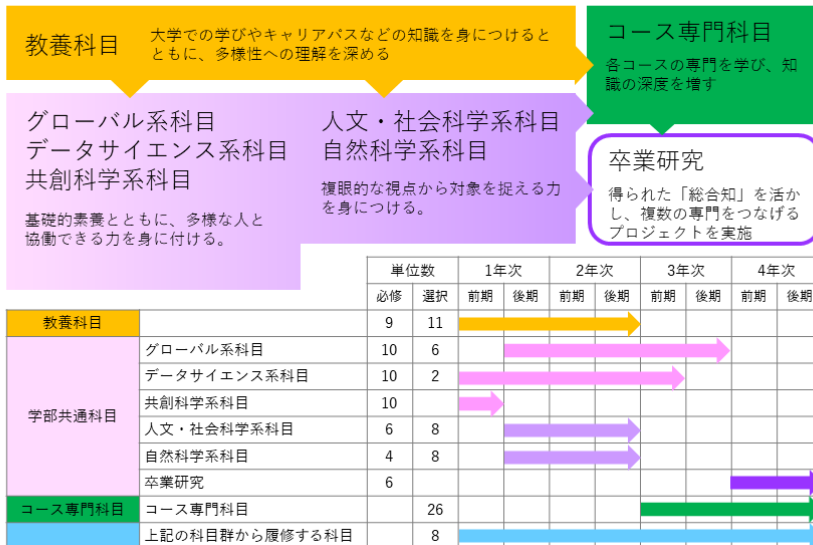 教養科目
大学での学びやキャリアパスなどの知識を身につけると
ともに、多様性への理解を深める
コース専門科目
各コースの専門を学び、知
識の深度を増す
グローバル系科目
データサイエンス系科目
共創科学系科目
基礎的素養とともに、多様な人と
協働できる力を身に付ける。
人文・社会科学系科目
自然科学系科目
複眼的な視点から対象を捉える力
を身につける。
卒業研究
得られた「総合知」を活か
し、複数の専門をつなげる
プロジェクトを実施
単位数 1年次 2年次 3年次 4年次
必修 選択 前期 後期 前期 後期 前期 後期 前期 後期
教養科目 9 11
学部共通科目
グローバル系科目 10 6
データサイエンス系科目 10 2
共創科学系科目 10
人文・社会科学系科目 6 8
自然科学系科目 4 8
卒業研究 6
コース専門科目 コース専門科目 26
上記の科目群から履修する科目 8